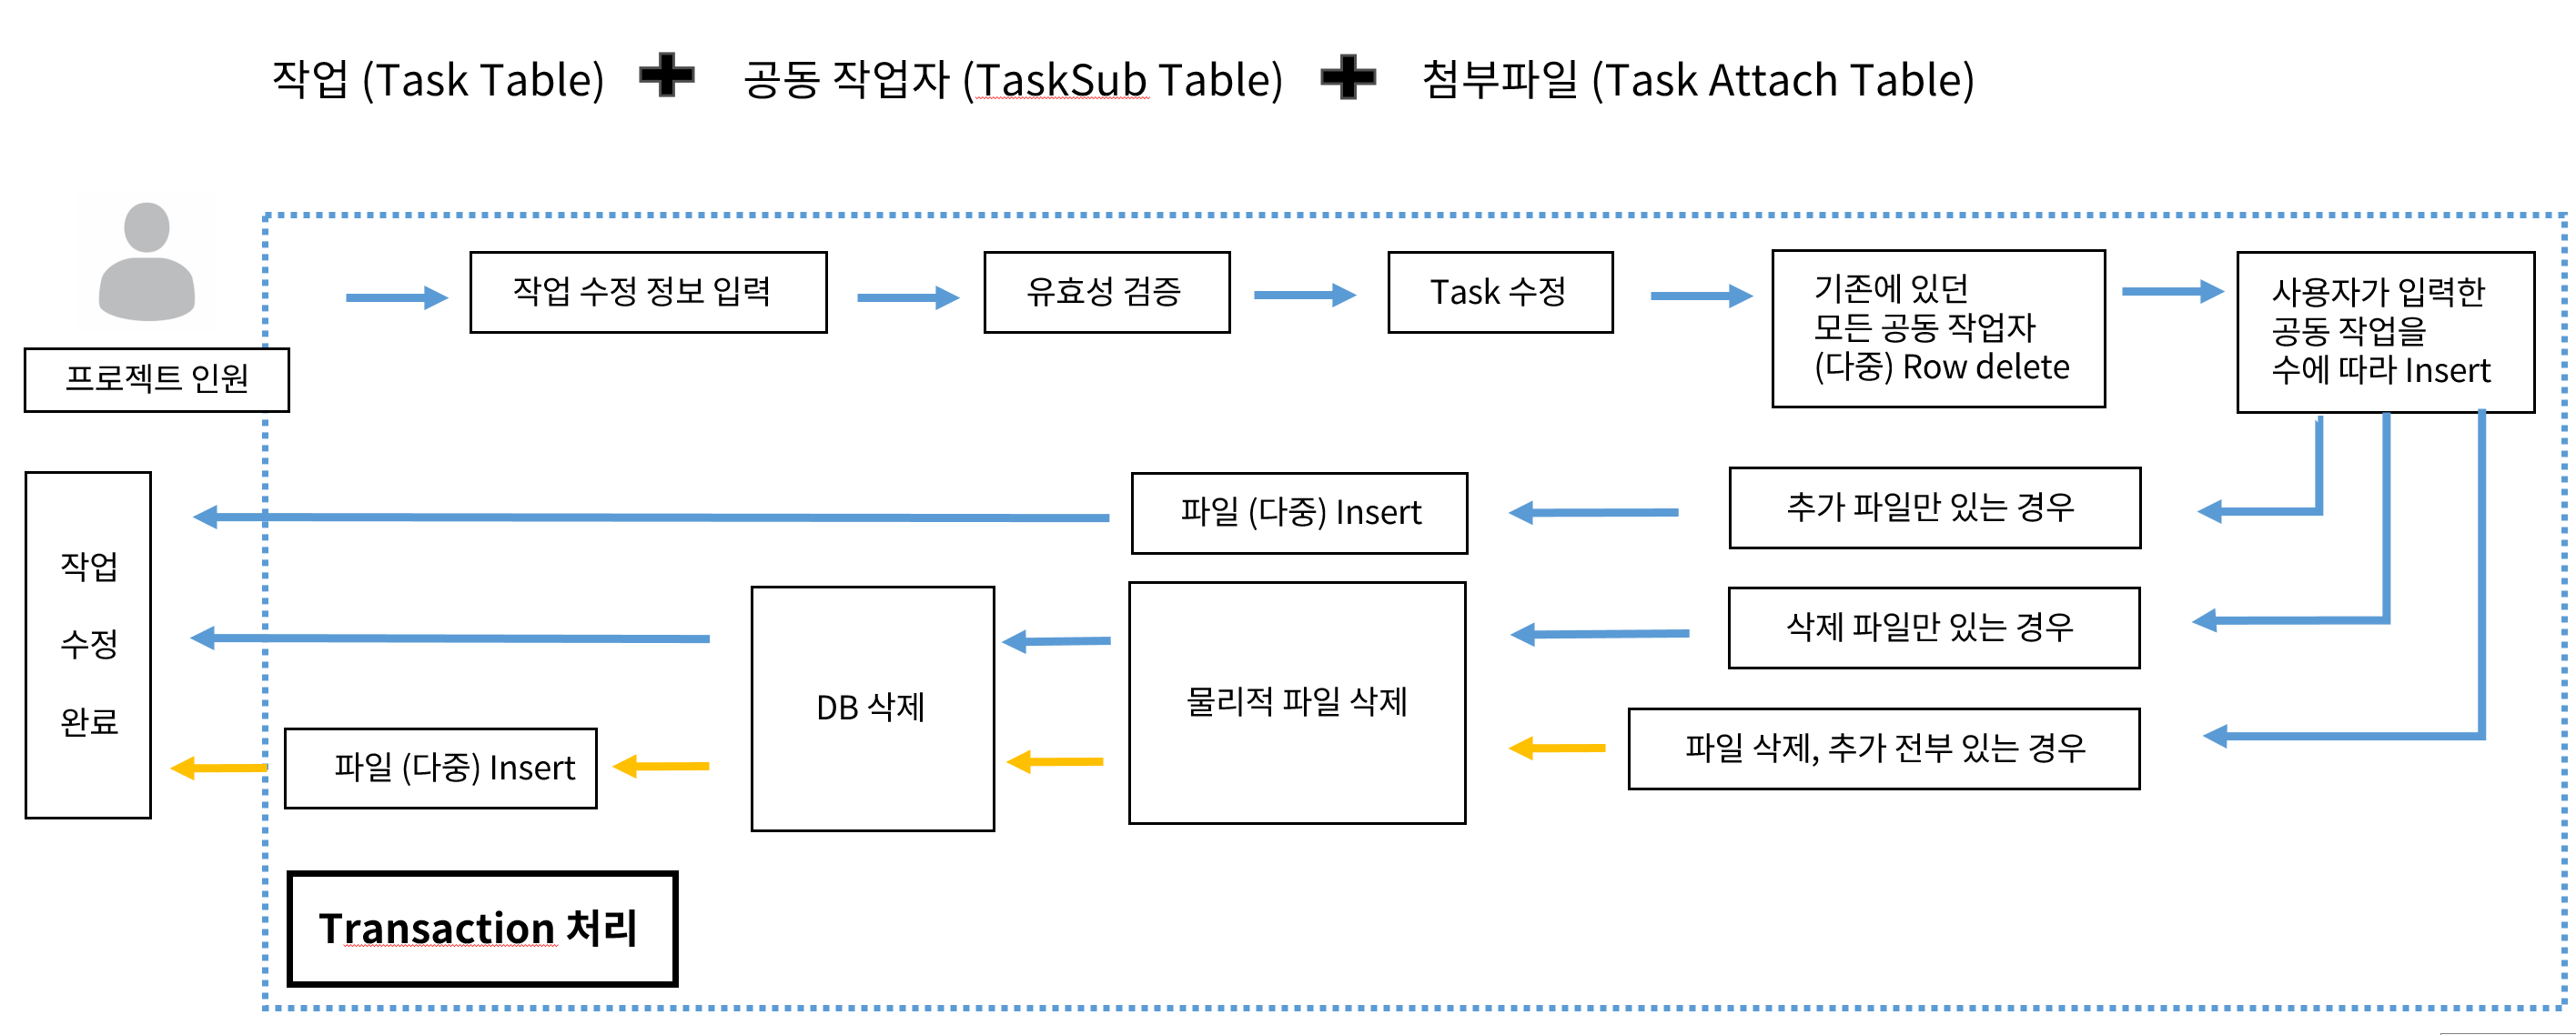 작업 (Task Table) + 공동 작업자 (TaskSub Table) + 첨부파일 (Task Attach Table)
프로젝트 인원
작업 수정 정보 입력
유효성 검증
Task 수정
기존에 있던
모든 공동 작업자
(다중) Row delete
사용자가 입력한
공동 작업을
수에 따라 Insert
추가 파일만 있는 경우
파일 (다중) Insert
삭제 파일만 있는 경우
파일 삭제, 추가 전부 있는 경우
물리적 파일 삭제
DB 삭제
파일 (다중) Insert
작업
수정
완료
Transaction 처리